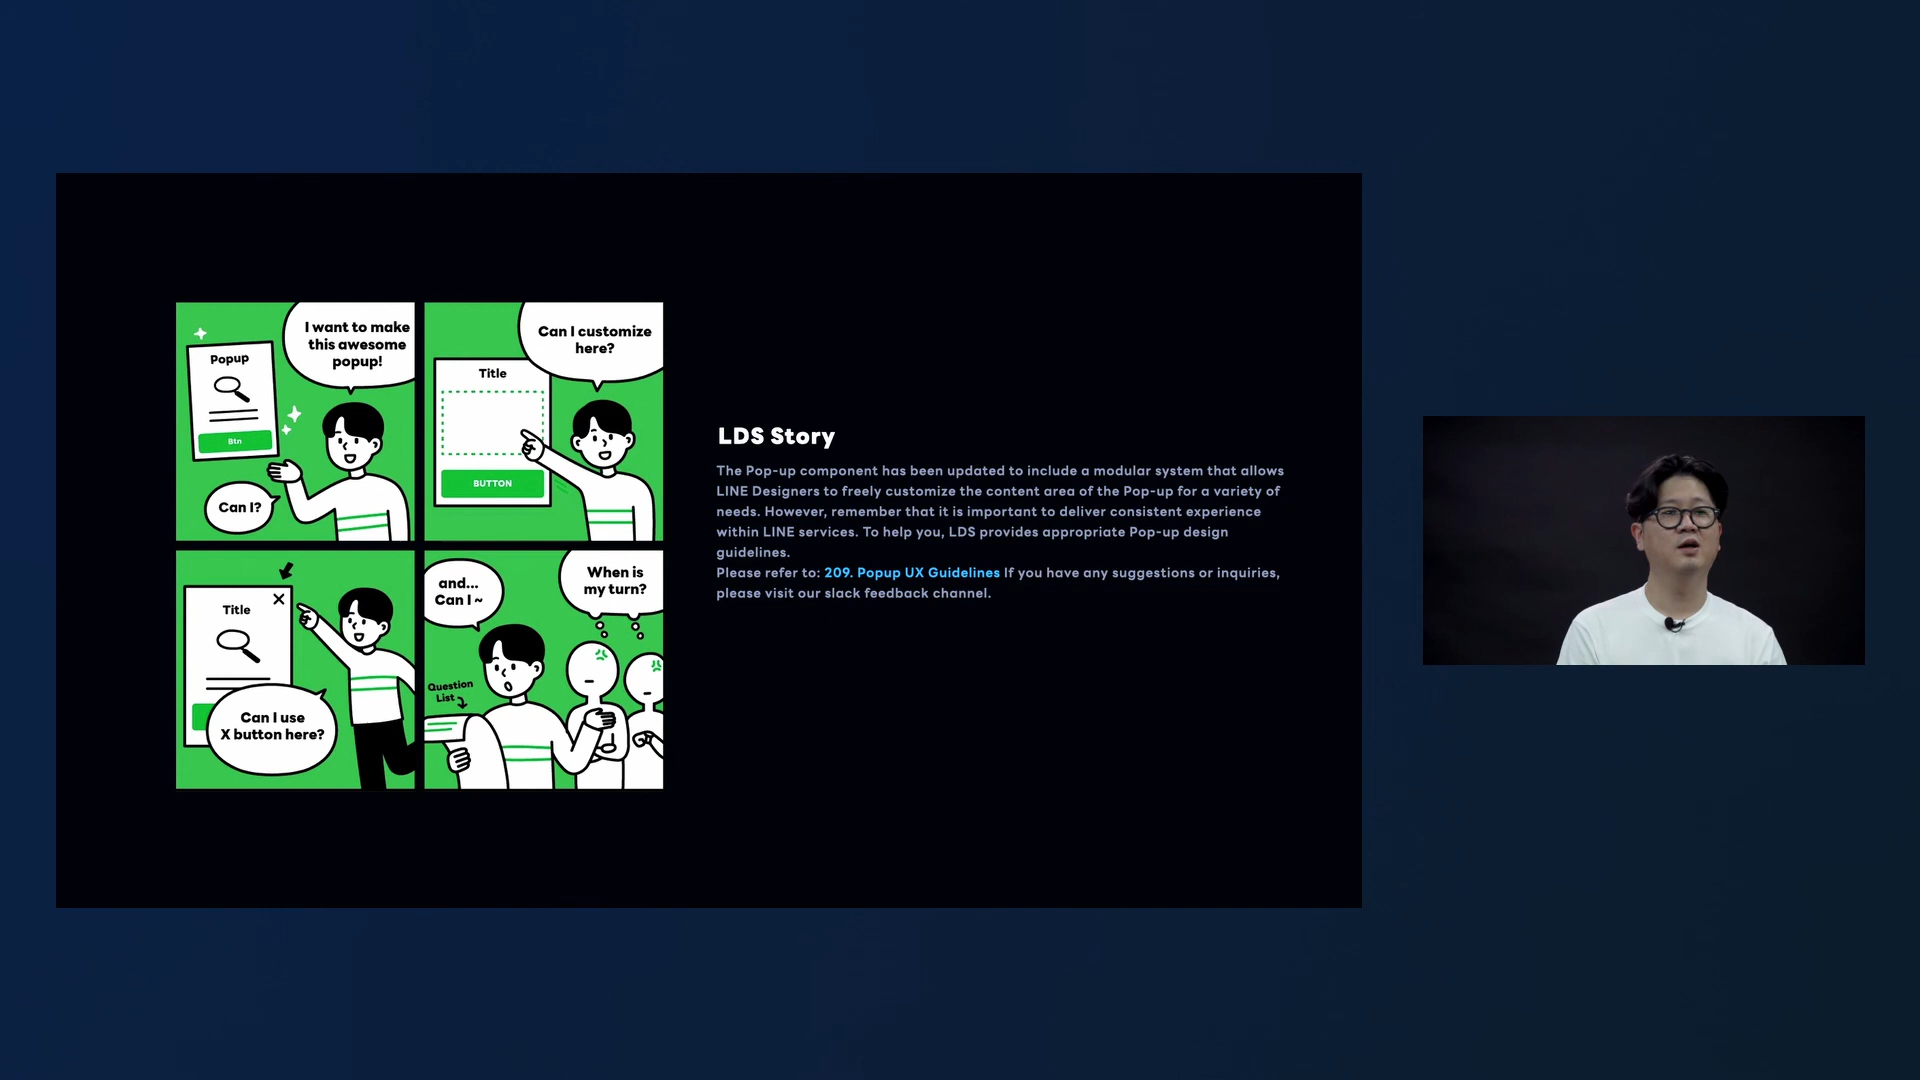 I want to make
this awesome
popup!
Popup
Btn
Can I?
Can I customize
here?
Title
BUTTON
Title
Can I use
X button here?
and...
Can I ~
When is
my turn?
Question
List
LDS Story
The Pop-up component has been updated to include a modular system that allows
LINE Designers to freely customize the content area of the Pop-up for a variety of
needs. However, remember that it is important to deliver consistent experience
within LINE services. To help you, LDS provides appropriate Pop-up design
guidelines.
Please refer to: 209. Popup UX Guidelines If you have any suggestions or inquiries,
please visit our slack feedback channel.